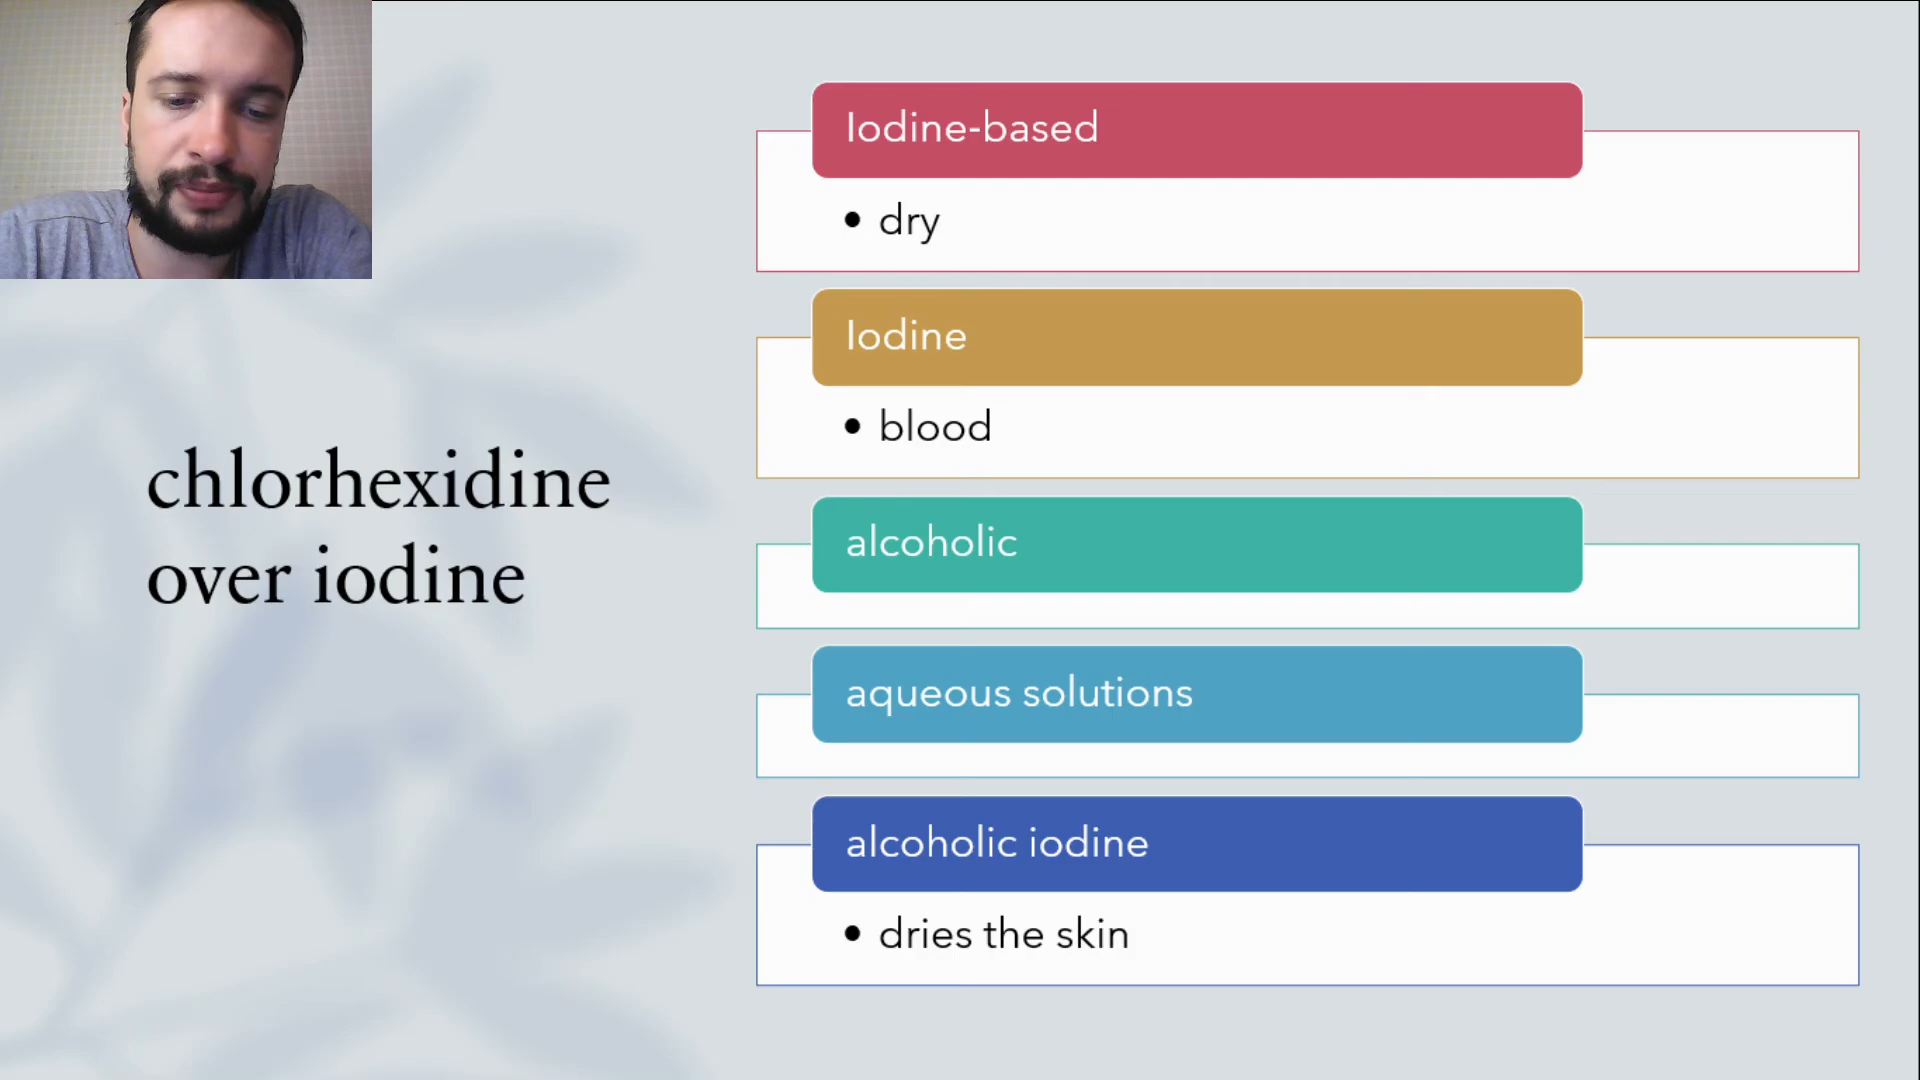 chlorhexidine
over iodine
Iodine-based
• dry
Iodine
• blood
alcoholic
aqueous solutions
alcoholic iodine
• dries the skin